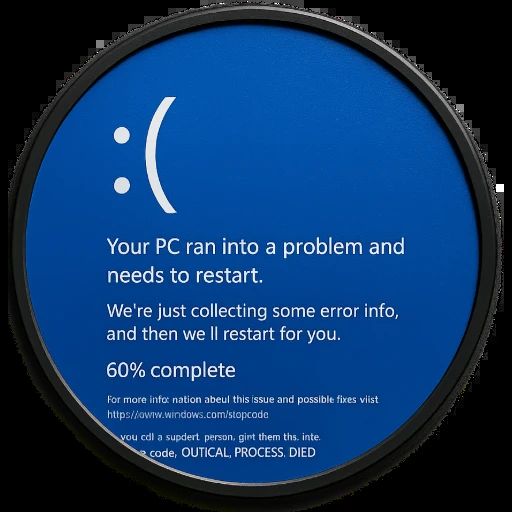 :(
Your PC ran into a problem and
needs to restart.
We're just collecting some error info,
and then we ll restart for you.
60% complete
For more infoz nation abeul this issue and possible fixes viist
https://www.windows.com/stopcode
you cdl a supdert. person, gint them ths. inte.
code, OUTICAL, PROCESS. DIED